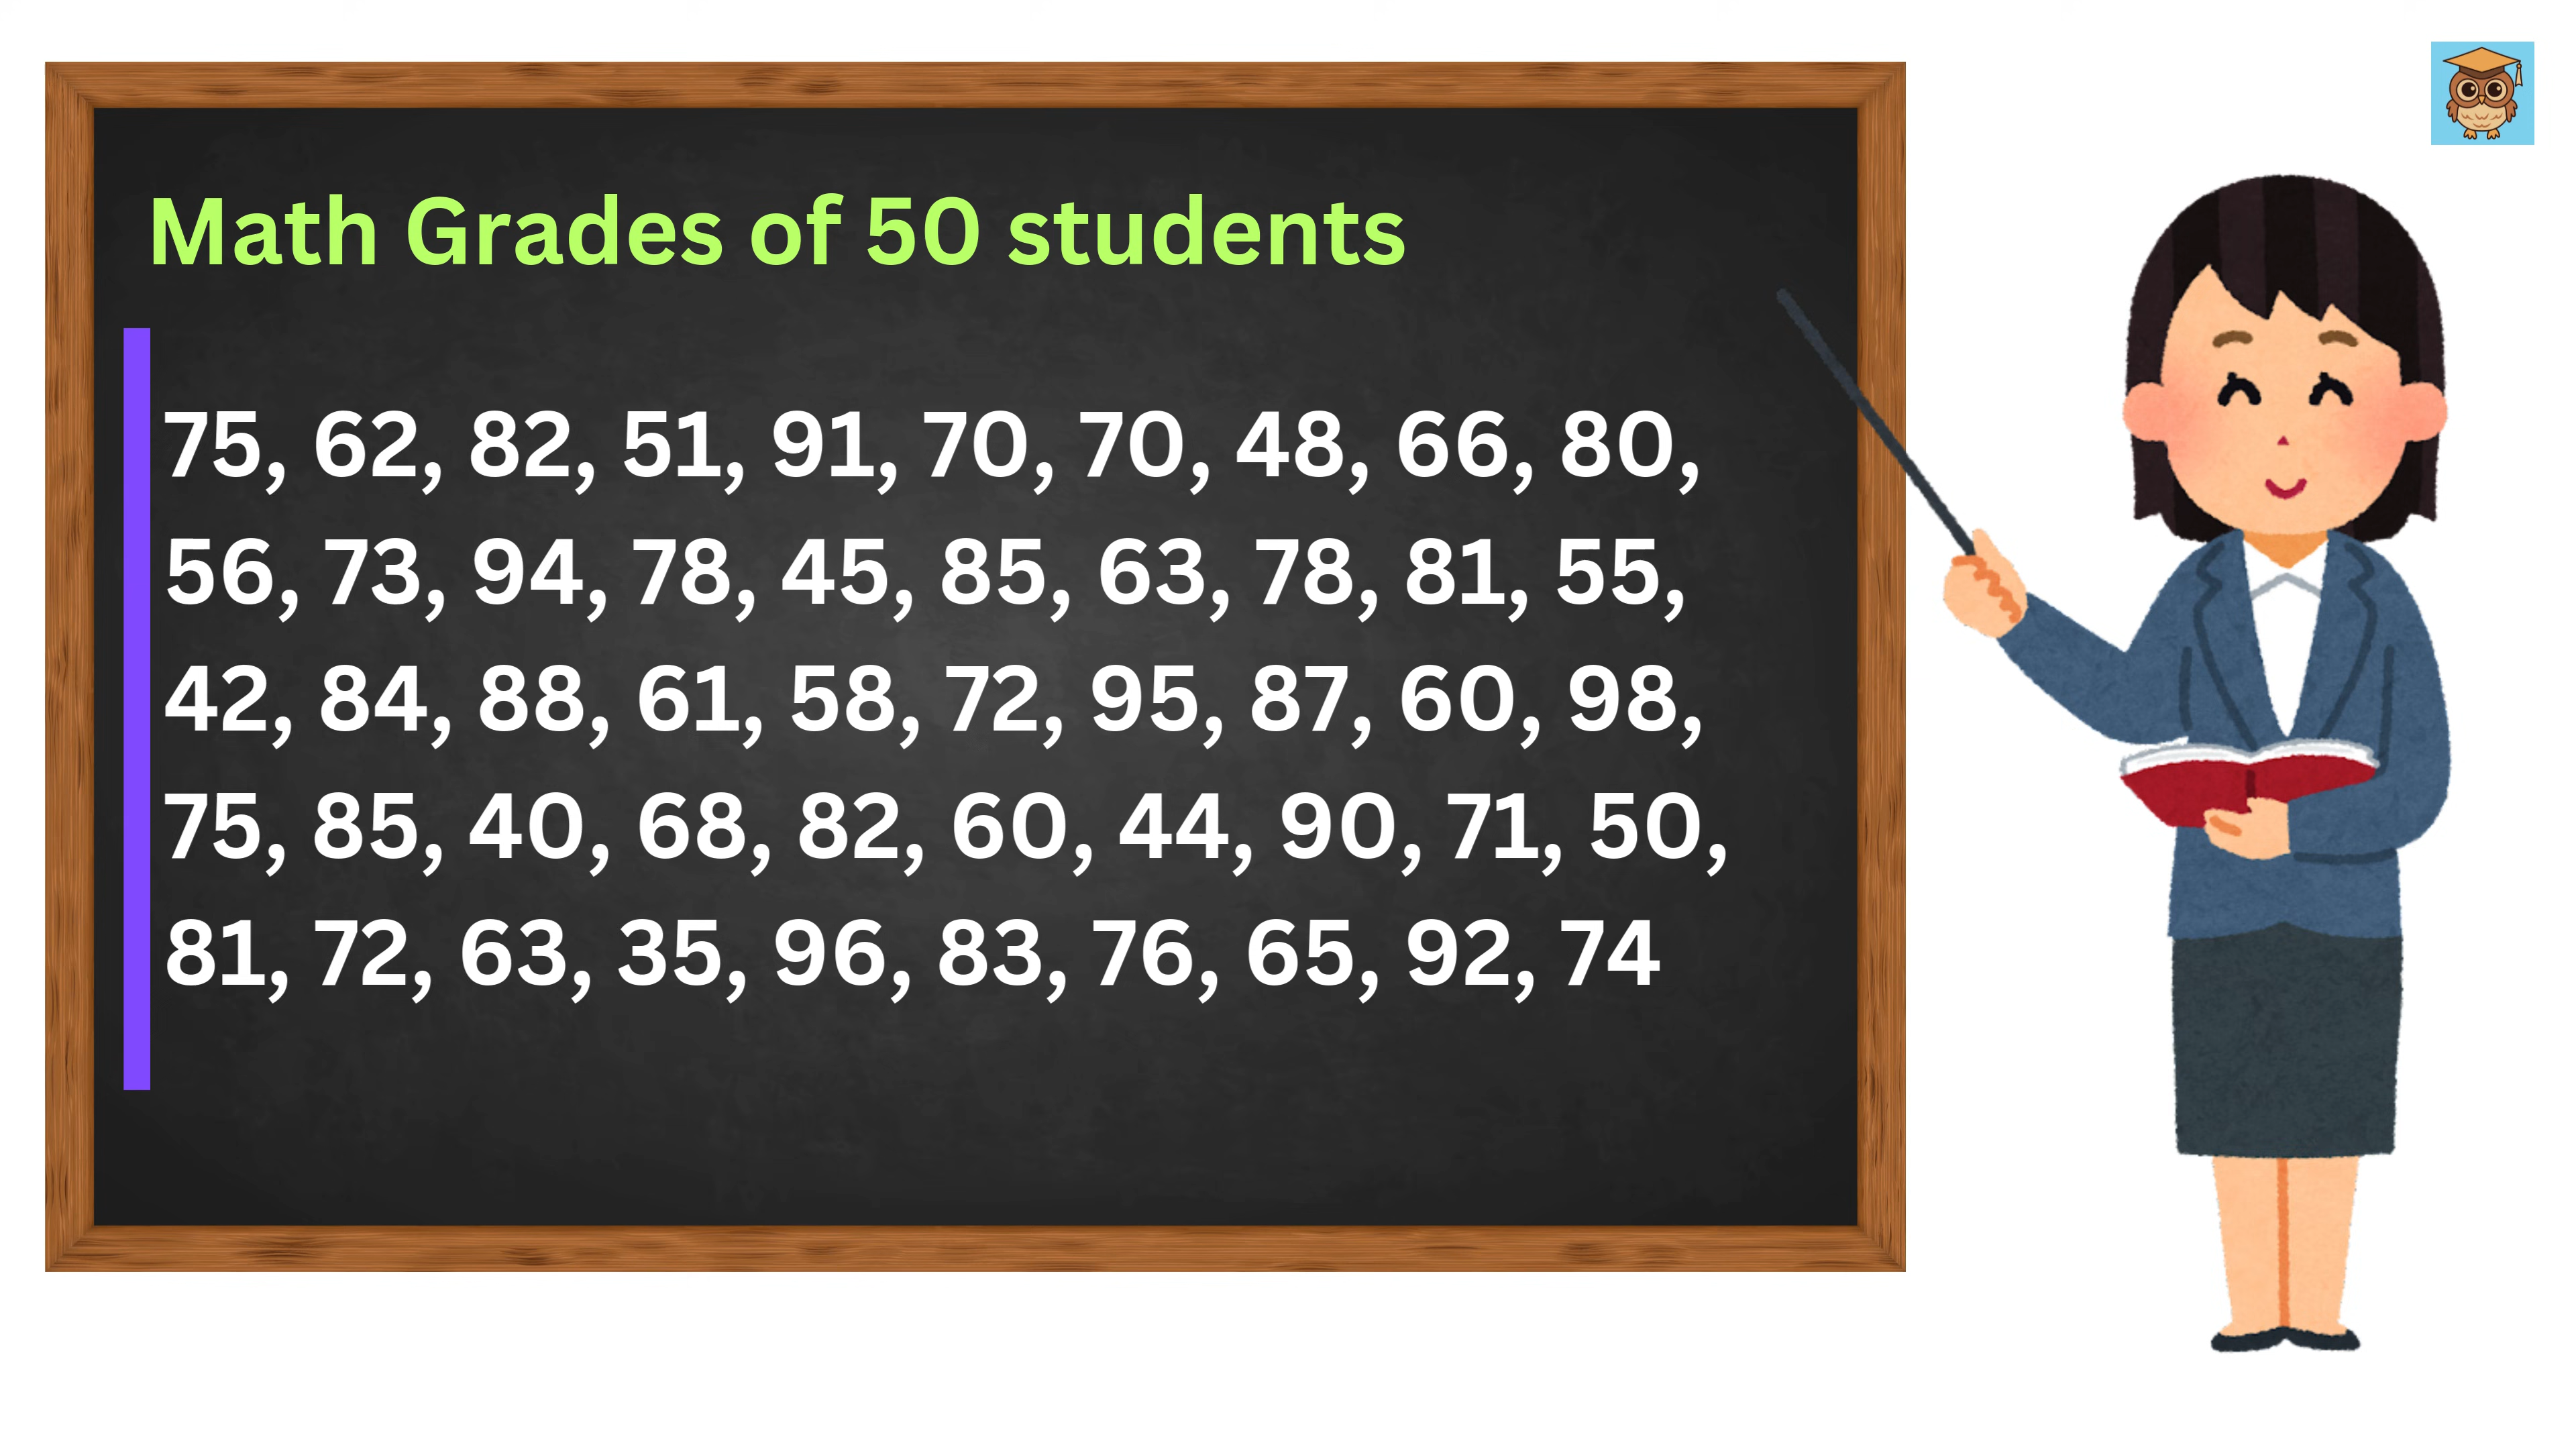 Math Grades of 50 students
75, 62, 82, 51, 91, 70, 70, 48, 66, 80,
56, 73, 94, 78, 45, 85, 63, 78, 81, 55,
42, 84, 88, 61, 58, 72, 95, 87, 60, 98,
75, 85, 40, 68, 82, 60, 44, 90, 71, 50,
81, 72, 63, 35, 96, 83, 76, 65, 92, 74